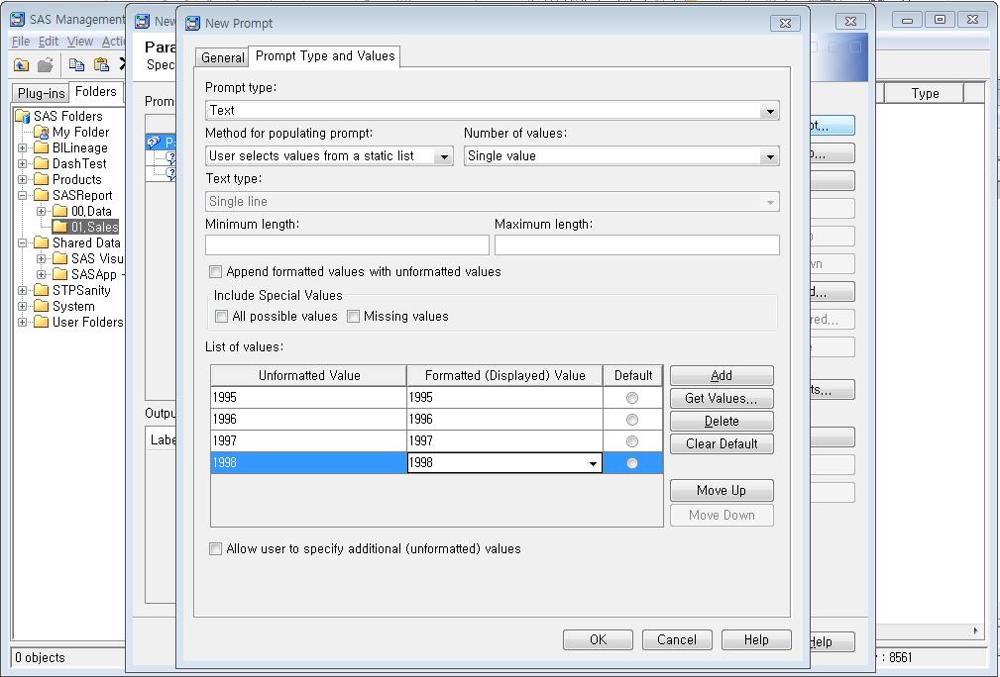 SAS Management
New
New Prompt
File Edit View Actio
Para
Spec
General
Prompt Type and Values
Plug-ins
Folders
Type
SAS Folders
My Folder
BILineage
DashTest
Products
SASReport
00,Data
01,Sales
Shared Data
SAS Visu
SASApp -
STPSanity
System
User Folders
Prom
Prompt type:
Text
Method for populating prompt:
Number of values:
User selects values from a static list
Single value
Text type:
Single line
Minimum length:
Maximum length:
Append formatted values with unformatted values
Include Special Values
All possible values
Missing values
List of values:
Unformatted Value
Formatted (Displayed) Value
Default
1995
1995
1996
1996
1997
1997
1998
1998
Add
Get Values,,,
Delete
Clear Default
Move Up
Move Down
Allow user to specify additional (unformatted) values
Outpu
Labe
OK
Cancel
Help
Help
0 objects
: 8561